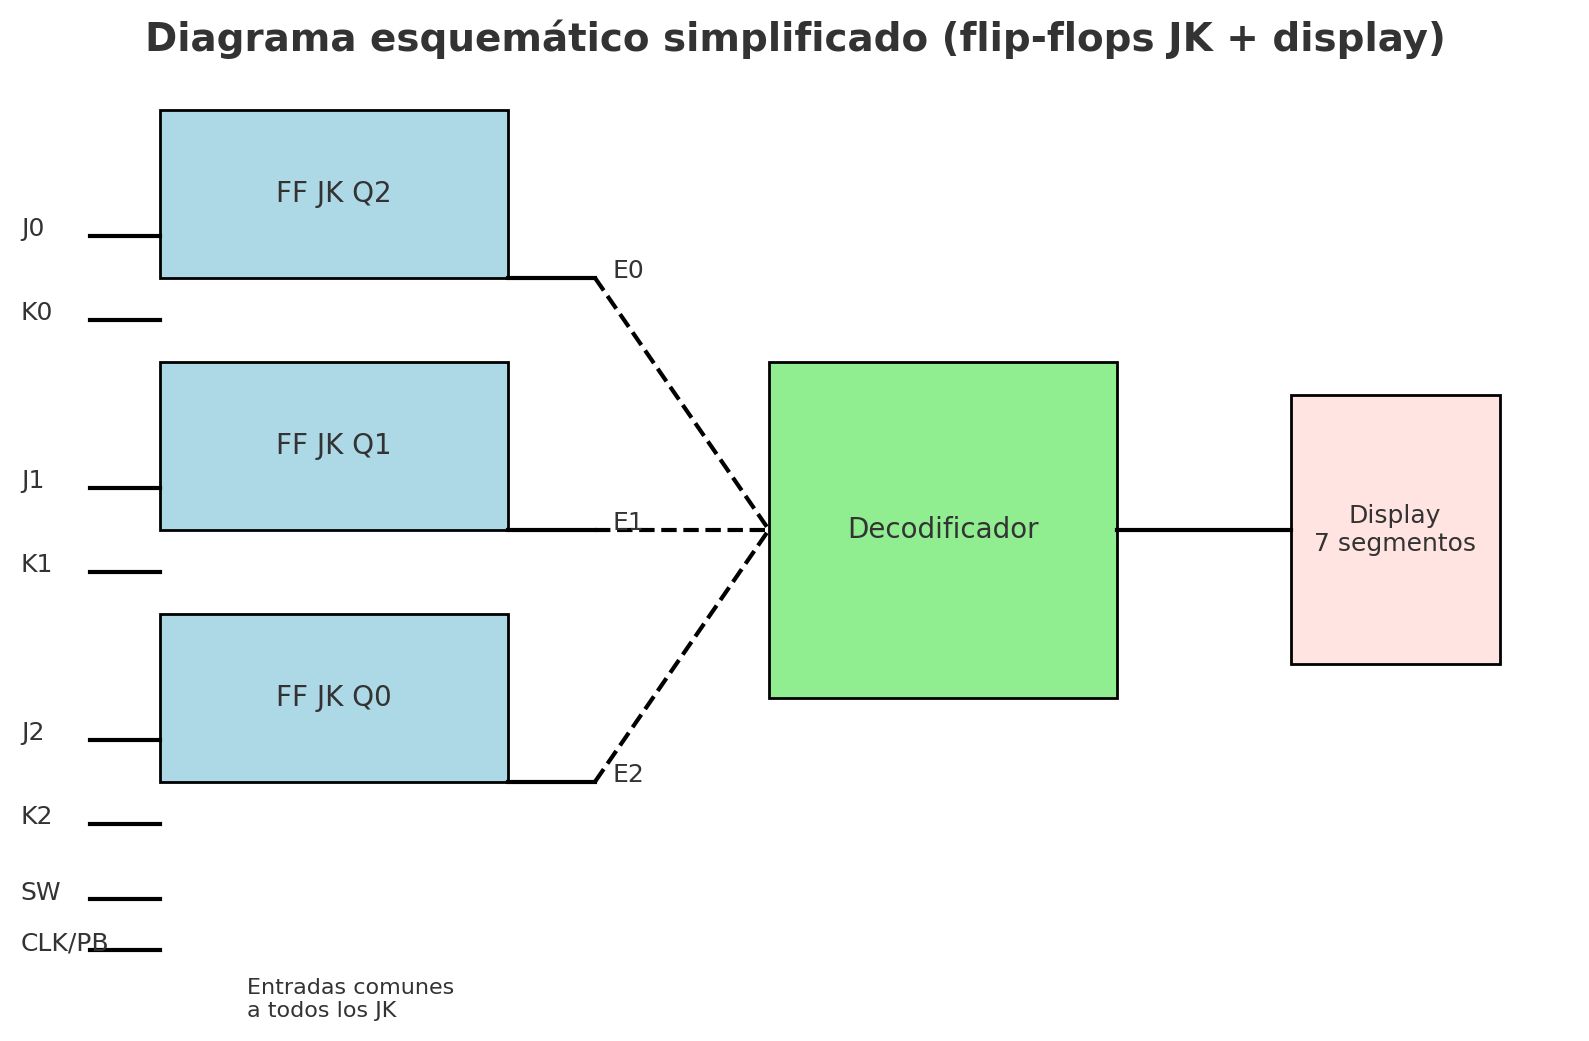 Diagrama esquemático simplificado (flip-flops JK + display)
FF JK Q2
J0
E0
K0
FF JK Q1
J1
E1
K1
Decodificador
Display
7 segmentos
FF JK Q0
J2
E2
K2
SW
CLK/PB
Entradas comunes
a todos los JK